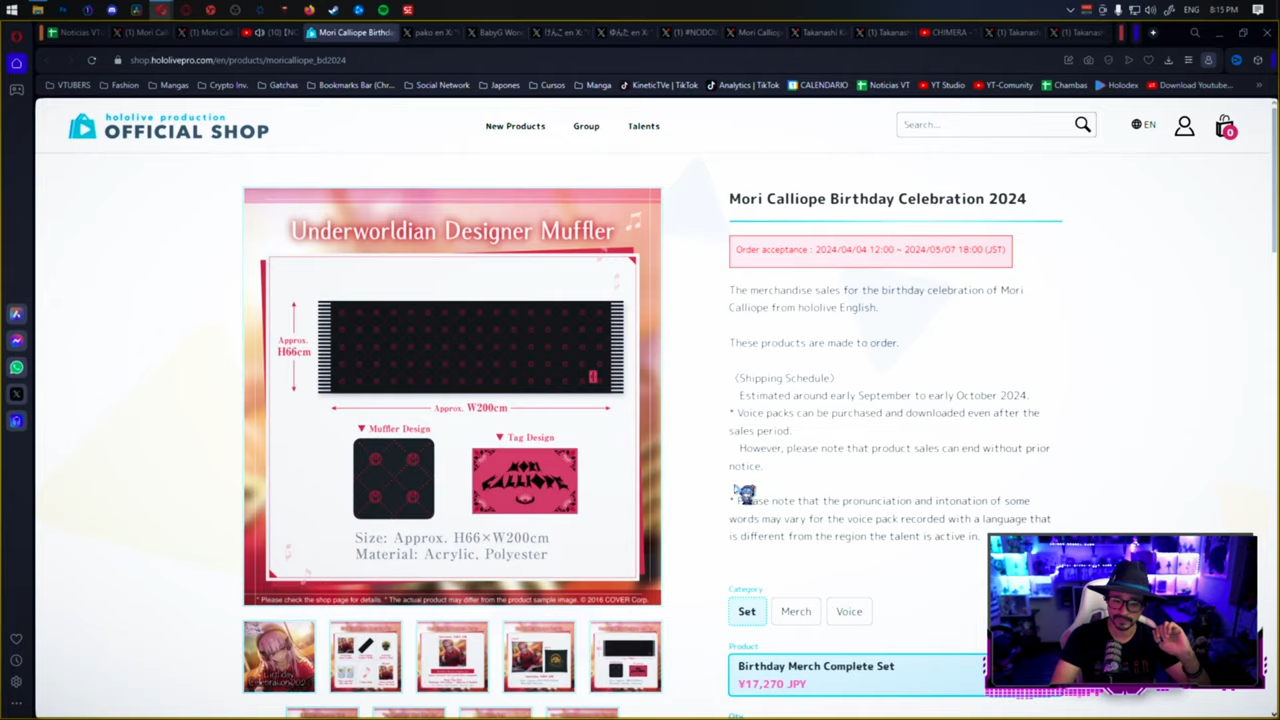 ENG
8:15 PM
Noticias VT
(1) Mori Cal
(1) Mori Cal
Mori Calliope Birthda
pako en X:
BabyG Won
けんこ en X
ゆんた en X
(1) #NODO
Mori Calliop
Takanashi K
(1) Takanas
CHIMERA -
(1) Takanas
(1) Takanas
shop.hololivepro.com/en/products/moricalliope_bd2024
VTUBERS
Fashion
Mangas
Crypto Inv.
Gatchas
Bookmarks Bar (Chr...
Social Network
Japones
Cursos
Manga
KineticTVe | TikTok
Analytics | TikTok
CALENDARIO
Noticias VT
YT Studio
YT-Comunity
Chambas
Holodex
Download Youtube...
hololive production
OFFICIAL SHOP
New Products
Group
Talents
Search...
EN
0
Underworldian Designer Muffler
Approx.
H66cm
Approx. W200cm
▼ Muffler Design
▼ Tag Design
MORI
CALLIOPE
Size: Approx. H66×W200cm
Material: Acrylic, Polyester
* Please check the shop page for details. * The actual product may differ from the product sample image. © 2016 COVER Corp.
Mori Calliope Birthday Celebration 2024
Order acceptance : 2024/04/04 12:00 ~ 2024/05/07 18:00 (JST)
The merchandise sales for the birthday celebration of Mori
Calliope from hololive English.
These products are made to order.
〈Shipping Schedule〉
Estimated around early September to early October 2024.
* Voice packs can be purchased and downloaded even after the
sales period.
However, please note that product sales can end without prior
notice.
* Please note that the pronunciation and intonation of some
words may vary for the voice pack recorded with a language that
is different from the region the talent is active in.
Category
Set
Merch
Voice
Product
Birthday Merch Complete Set
¥17,270 JPY